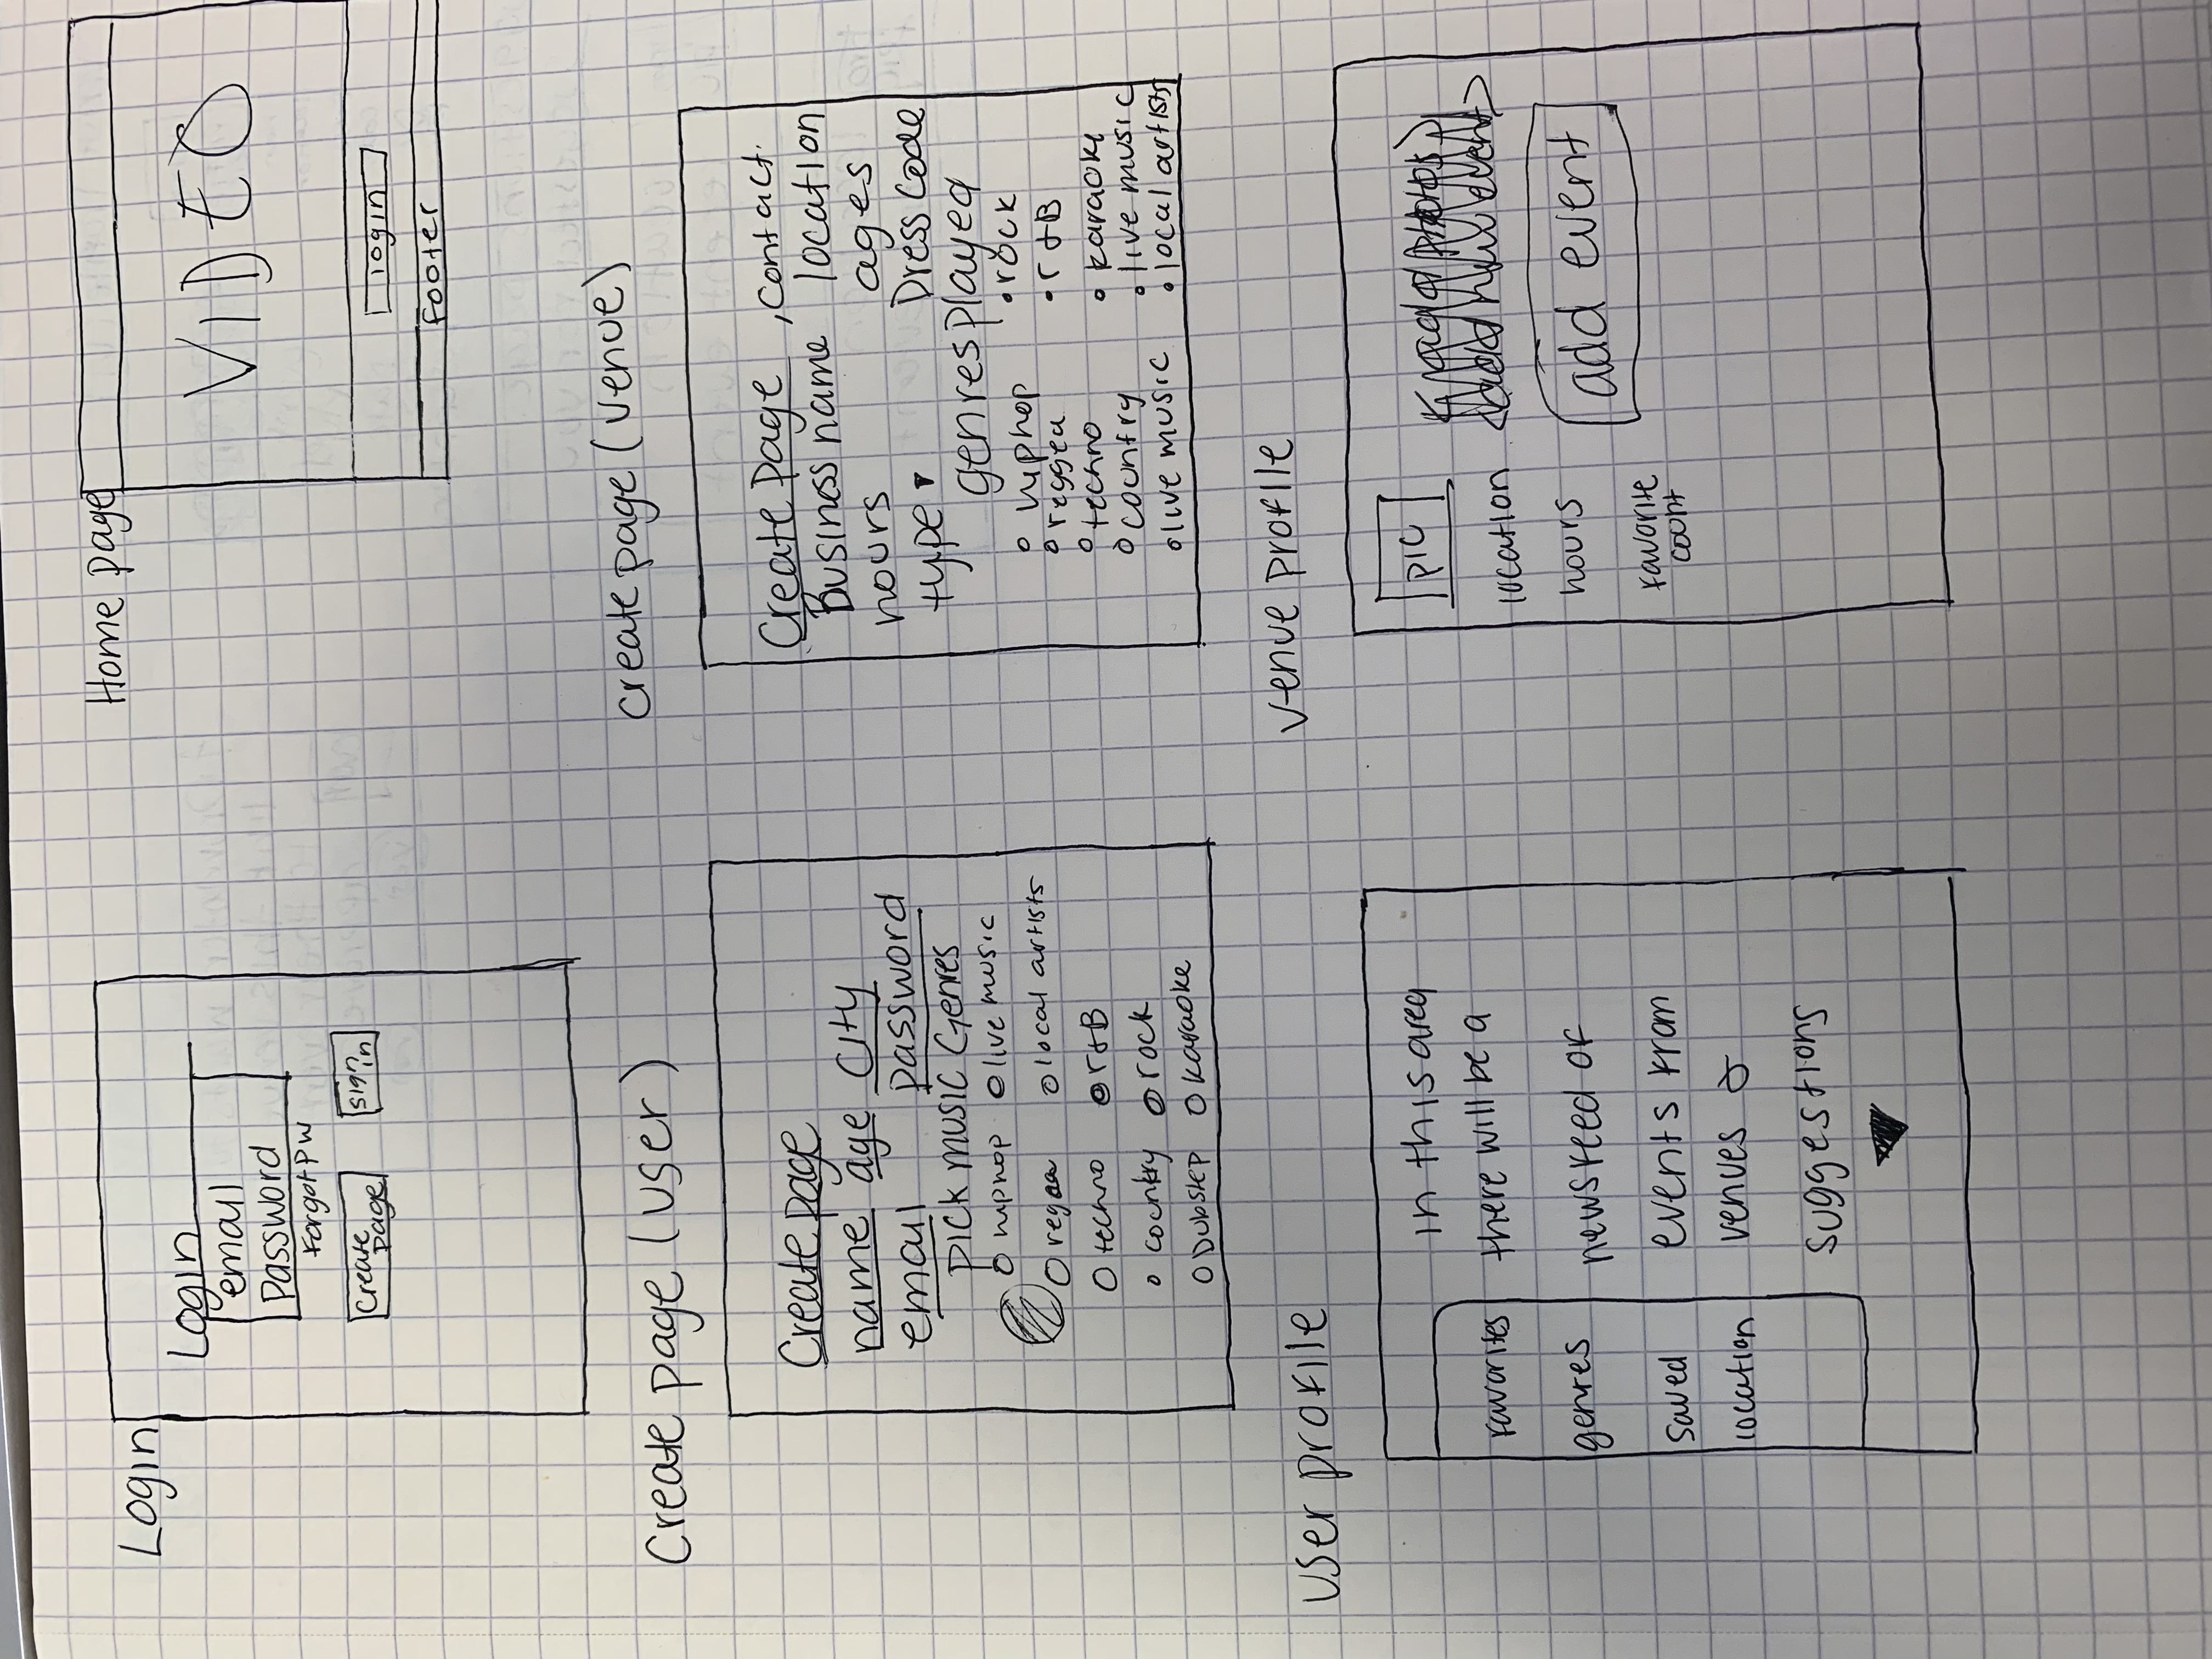 Login
Login
email
Password
Forgot PW
Create page
sign in
Home page
VIDEO
login
Footer
Create page (user)
Create page
name age City
email password
pick music Genres
hiphop live music
regaa local artists
techno r+B
country rock
Dubstep karaoke
Create page (venue)
Create Page , contact.
Business name location
hours ages
type Dress Code
genres played
hiphop rock
reggea r+B
techno karaoke
country live music
live music local artists
User profile
in this area
there will be a
newsfeed of
events from
venues &
suggestions
Favorites
genres
saved
location
Venue profile
pic
location
hours
favorite
count
add new event
add event